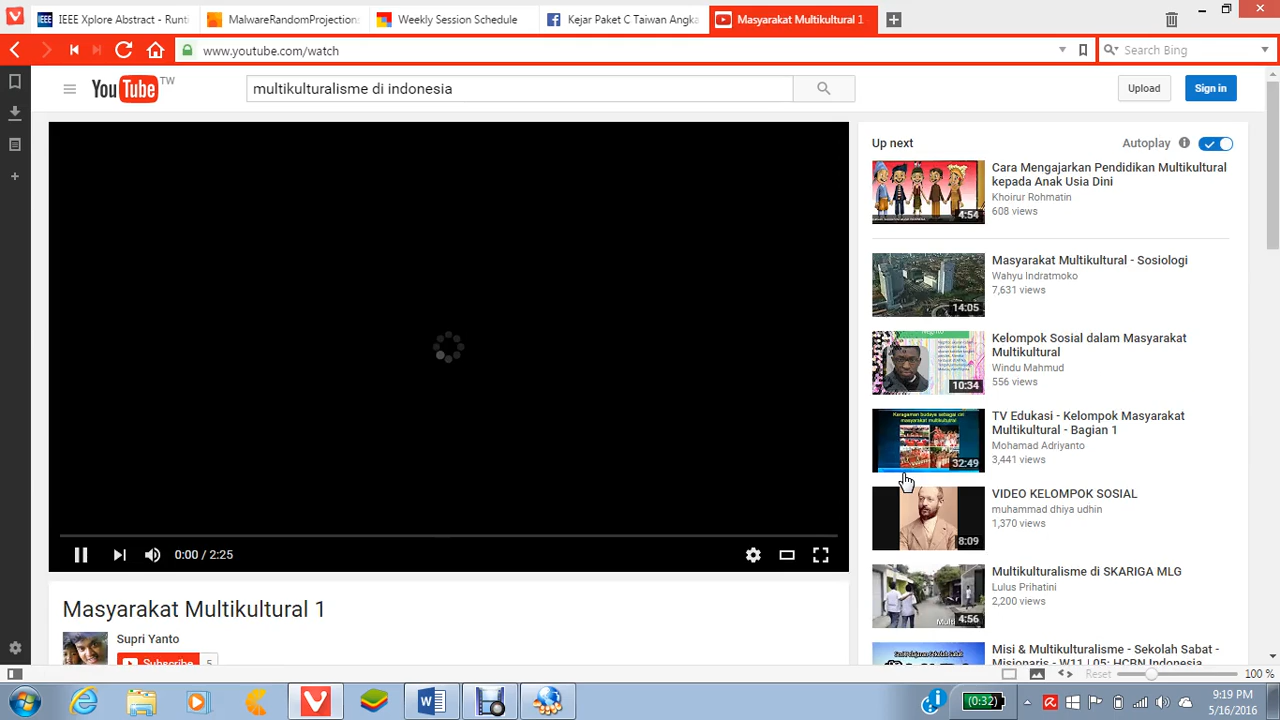 IEEE Xplore Abstract - Runti
MalwareRandomProjections
Weekly Session Schedule
Kejar Paket C Taiwan Angka
Masyarakat Multikultural 1
www.youtube.com/watch
Search Bing
YouTube TW
multikulturalisme di indonesia
Upload
Sign in
Up next
Autoplay
Cara Mengajarkan Pendidikan Multikultural
kepada Anak Usia Dini
Khoirur Rohmatin
608 views
4:54
Masyarakat Multikultural - Sosiologi
Wahyu Indratmoko
7,631 views
14:05
Kelompok Sosial dalam Masyarakat
Multikultural
Windu Mahmud
556 views
10:34
TV Edukasi - Kelompok Masyarakat
Multikultural - Bagian 1
Mohamad Adriyanto
3,441 views
32:49
VIDEO KELOMPOK SOSIAL
muhammad dhiya udhin
1,370 views
8:09
Multikulturalisme di SKARIGA MLG
Lulus Prihatini
2,200 views
4:56
Misi & Multikulturalisme - Sekolah Sabat -
Misionaris - W11 | 05: HCBN Indonesia
0:00 / 2:25
Masyarakat Multikultural 1
Supri Yanto
Subscribe
5
Reset
100 %
(0:32)
9:19 PM
5/16/2016